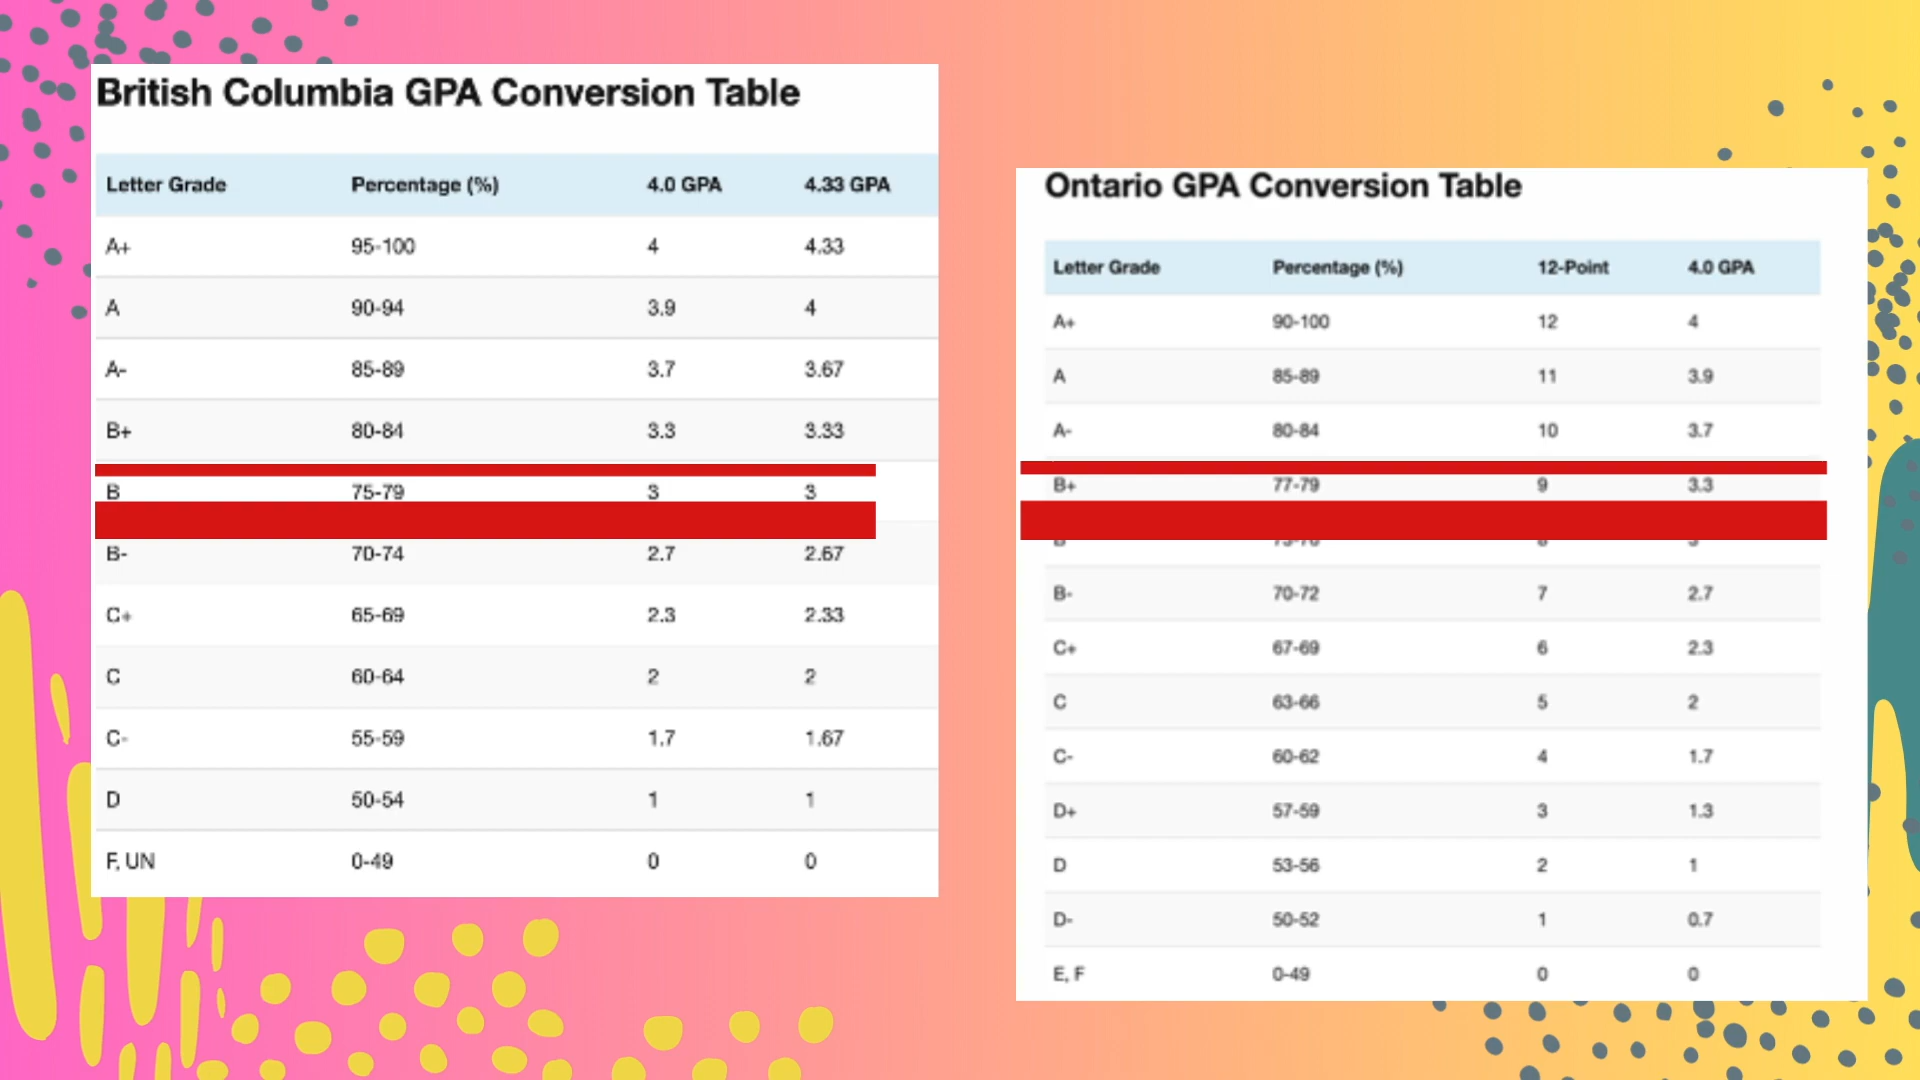 British Columbia GPA Conversion Table
Letter Grade Percentage (%) 4.0 GPA 4.33 GPA
A+ 95-100 4 4.33
A 90-94 3.9 4
A- 85-89 3.7 3.67
B+ 80-84 3.3 3.33
B 75-79 3 3
B- 70-74 2.7 2.67
C+ 65-69 2.3 2.33
C 60-64 2 2
C- 55-59 1.7 1.67
D 50-54 1 1
F, UN 0-49 0 0
Ontario GPA Conversion Table
Letter Grade Percentage (%) 12-Point 4.0 GPA
A+ 90-100 12 4
A 85-89 11 3.9
A- 80-84 10 3.7
B+ 77-79 9 3.3
B- 70-72 7 2.7
C+ 67-69 6 2.3
C 63-66 5 2
C- 60-62 4 1.7
D+ 57-59 3 1.3
D 53-56 2 1
D- 50-52 1 0.7
E, F 0-49 0 0